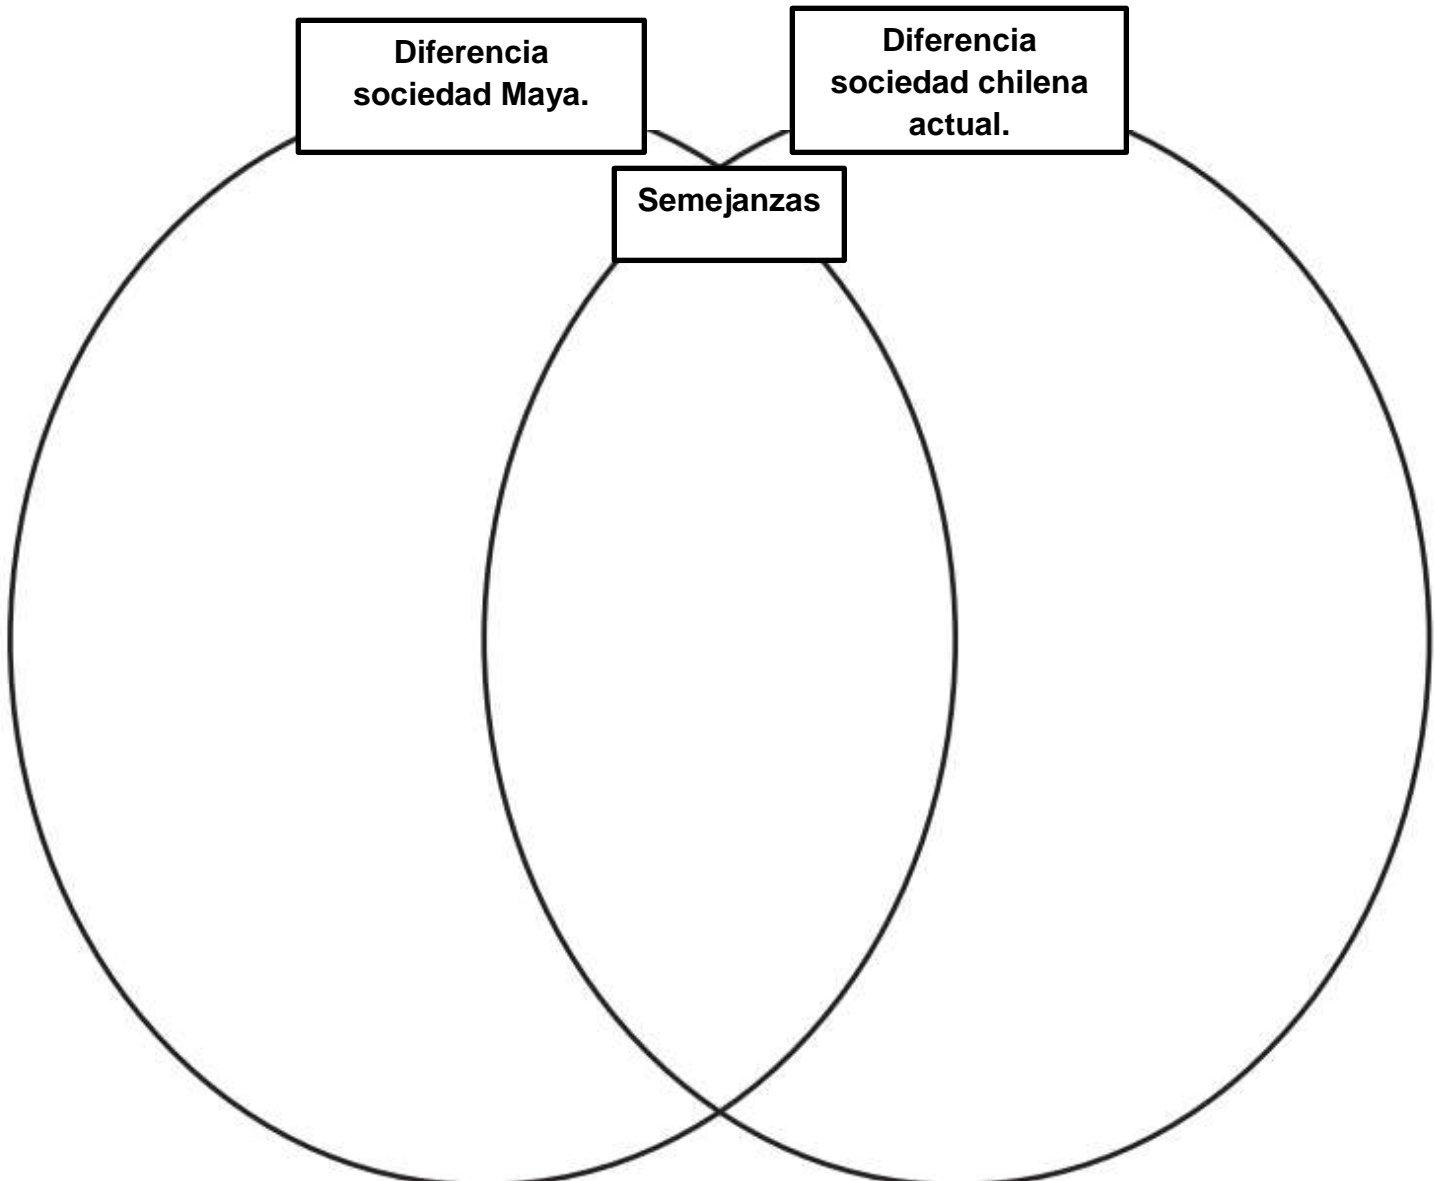 Diferencia
sociedad Maya.
Diferencia
sociedad chilena
actual.
Semejanzas